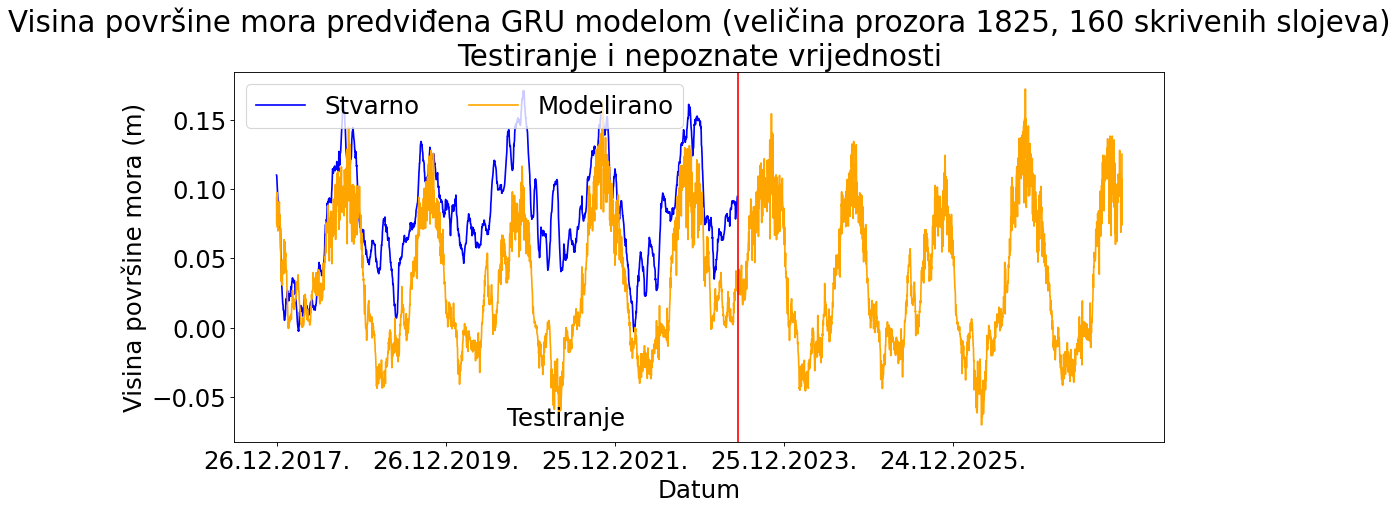 Visina površine mora predviđena GRU modelom (veličina prozora 1825, 160 skrivenih slojeva)
Testiranje i nepoznate vrijednosti
Stvarno
Modelirano
Visina površine mora (m)
0.15
0.10
0.05
0.00
−0.05
Testiranje
26.12.2017.
26.12.2019.
25.12.2021.
25.12.2023.
24.12.2025.
Datum